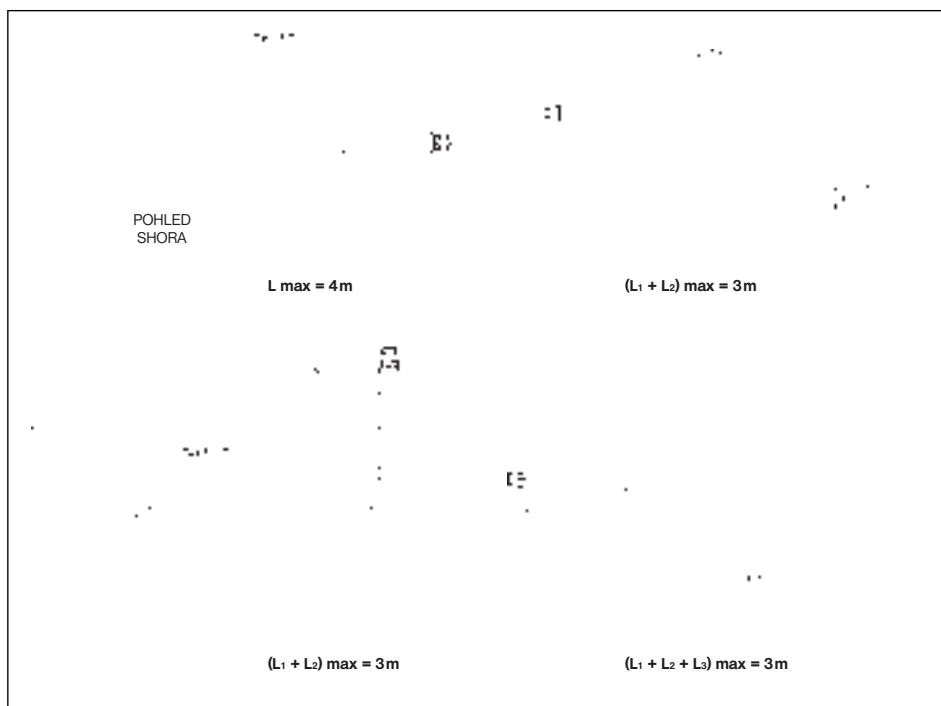 POHLED
SHORA
L max = 4m
(L₁ + L₂) max = 3m
(L₁ + L₂) max = 3m
(L₁ + L₂ + L₃) max = 3m